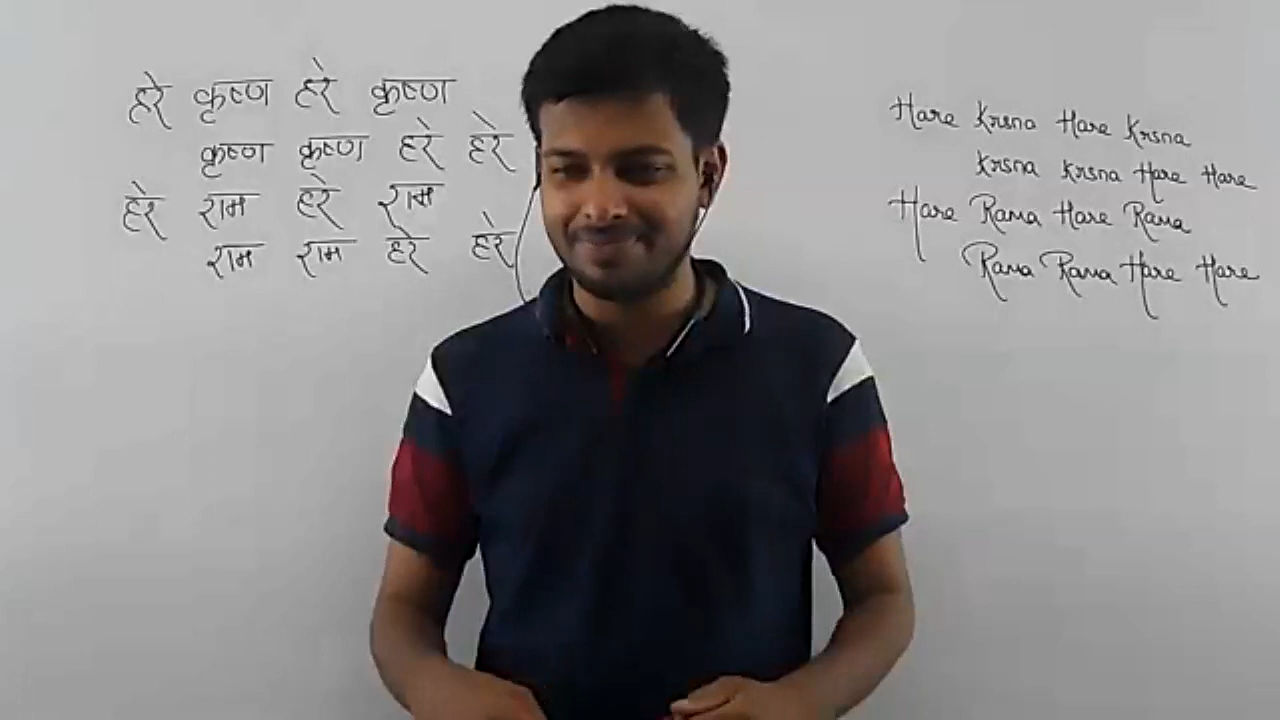 हरे कृष्ण हरे कृष्ण
कृष्ण कृष्ण हरे हरे
हरे राम हरे राम
राम राम हरे हरे
Hare Krsna Hare Krsna
Krsna Krsna Hare Hare
Hare Rama Hare Rama
Rama Rama Hare Hare